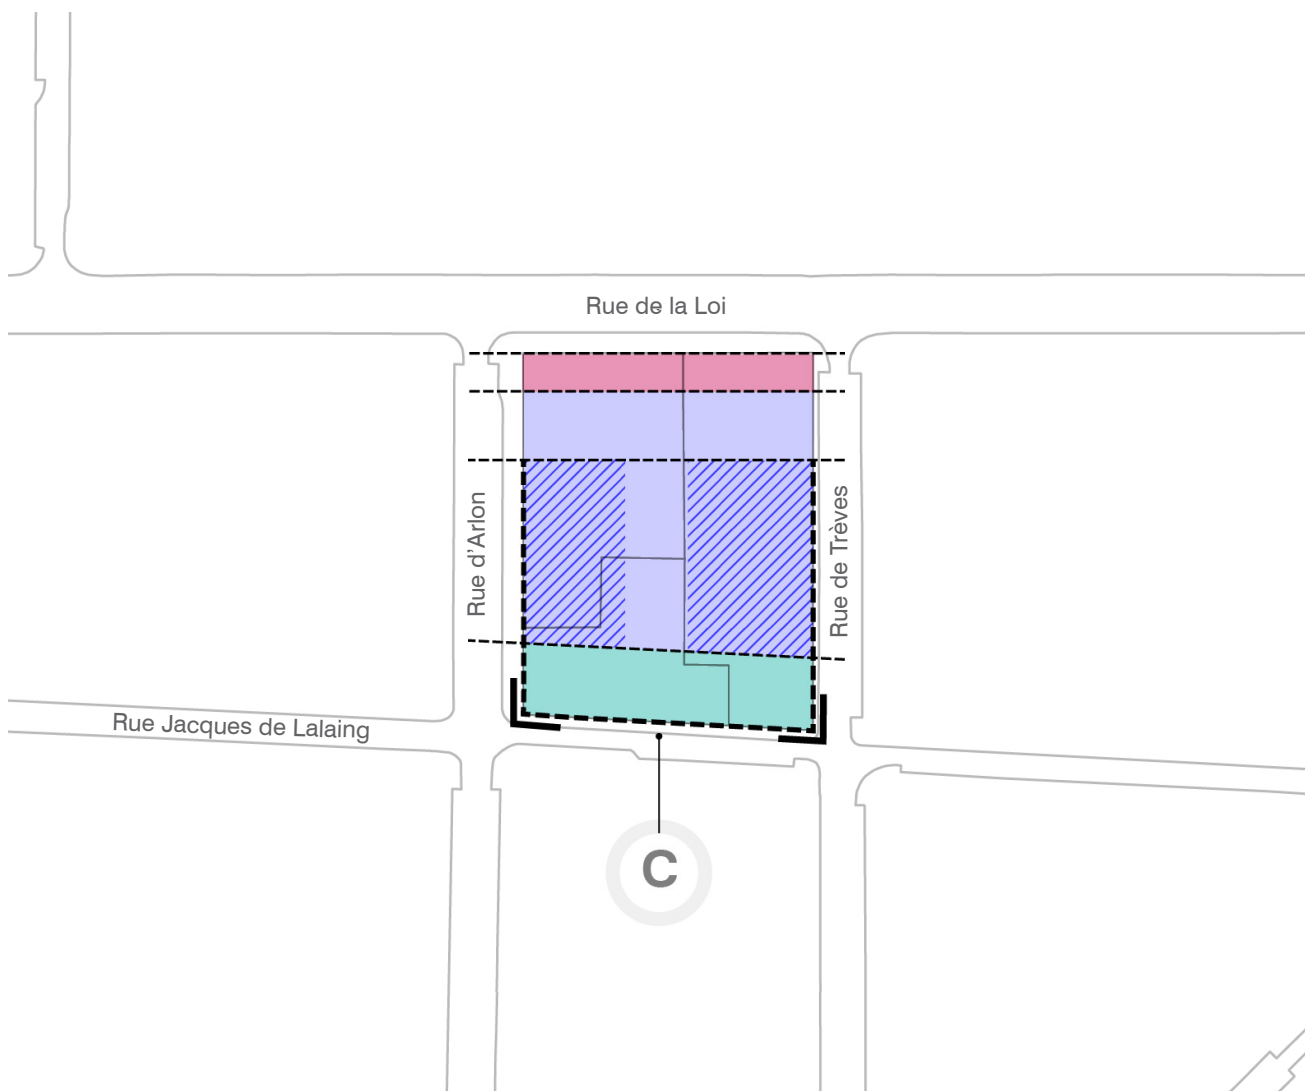 Rue de la Loi
Rue d’Arlon
Rue de Trèves
Rue Jacques de Lalaing
C